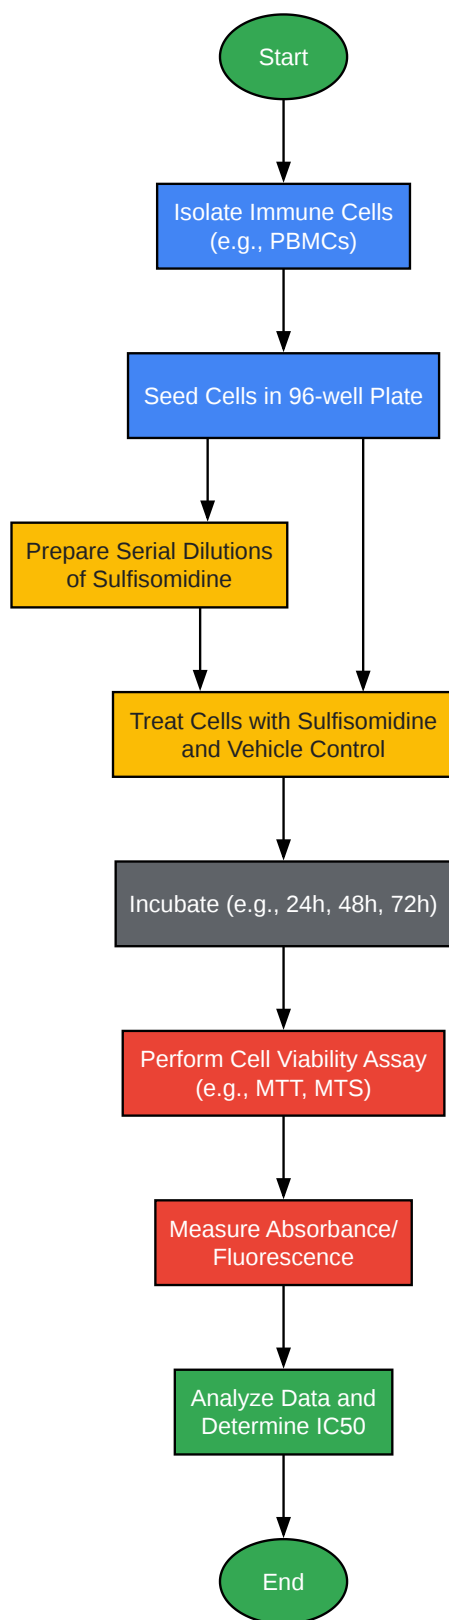 Start
Isolate Immune Cells
(e.g., PBMCs)
Seed Cells in 96-well Plate
Prepare Serial Dilutions
of Sulfisomidine
Treat Cells with Sulfisomidine
and Vehicle Control
Incubate (e.g., 24h, 48h, 72h)
Perform Cell Viability Assay
(e.g., MTT, MTS)
Measure Absorbance/
Fluorescence
Analyze Data and
Determine IC50
End